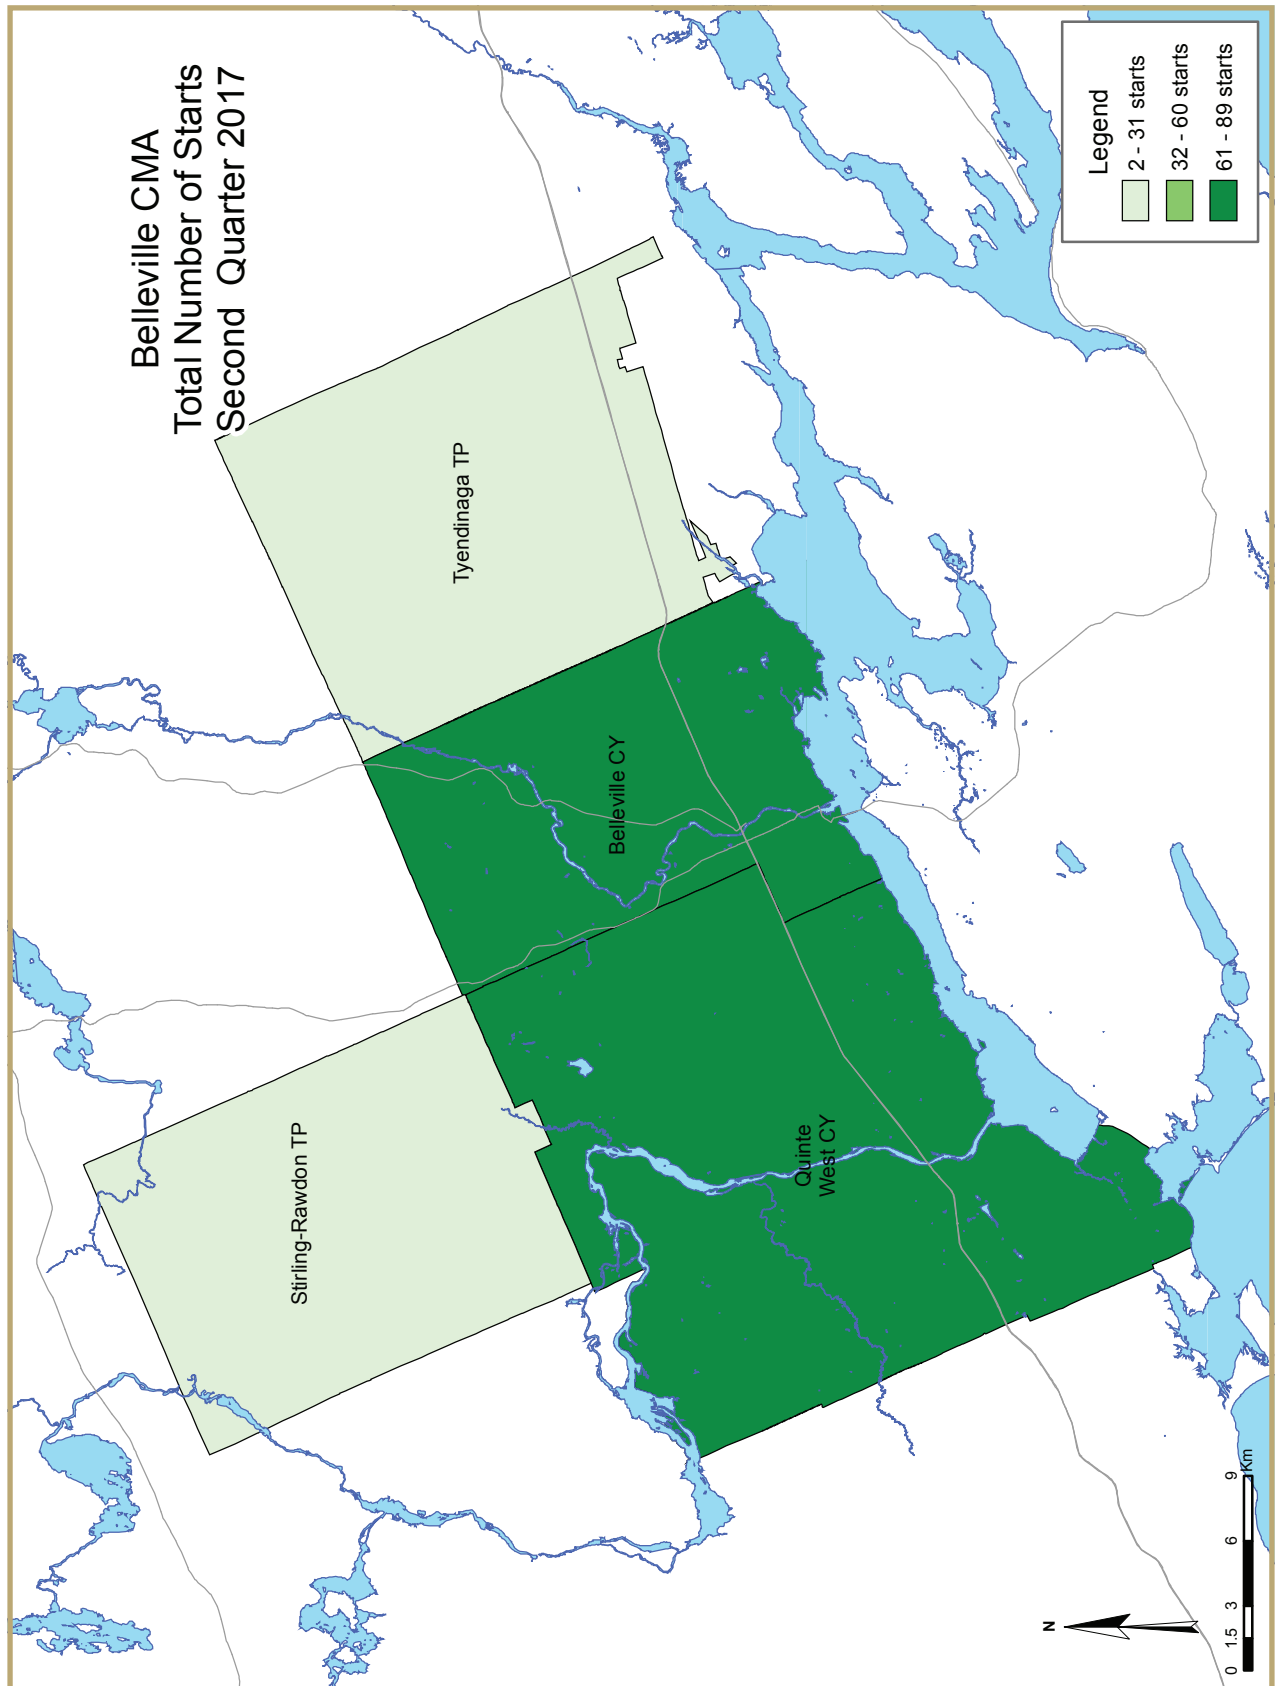 Belleville CMA
Total Number of Starts
Second Quarter 2017
Stirling-Rawdon TP
Tyendinaga TP
Belleville CY
Quinte
West CY
Legend
2 - 31 starts
32 - 60 starts
61 - 89 starts
N
0 1.5 3 6 9
Km